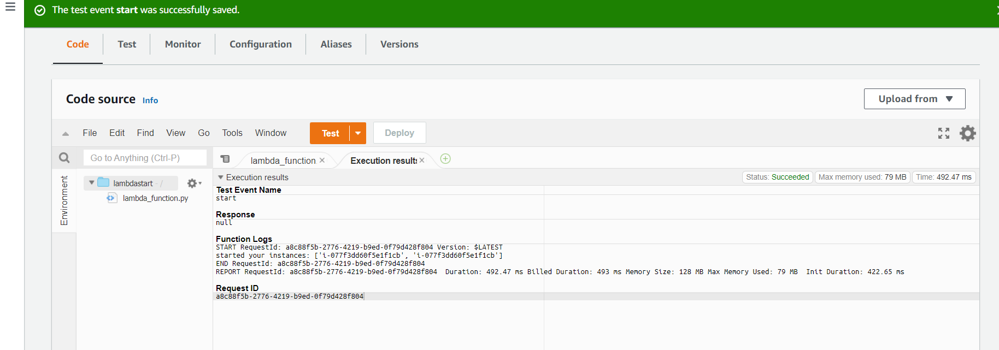 The test event start was successfully saved.
Code Test Monitor Configuration Aliases Versions
Code source Info
Upload from
File Edit Find View Go Tools Window Test Deploy
Go to Anything (Ctrl-P)
lambda_function Execution results
Environment
Execution results
Status: Succeeded Max memory used: 79 MB Time: 492.47 ms
lambdastart - /
lambda_function.py
Test Event Name
start
Response
null
Function Logs
START RequestId: a8c88f5b-2776-4219-b9ed-0f79d428f804 Version: $LATEST
started your instances: ['i-077f3dd60f5e1f1cb', 'i-077f3dd60f5e1f1cb']
END RequestId: a8c88f5b-2776-4219-b9ed-0f79d428f804
REPORT RequestId: a8c88f5b-2776-4219-b9ed-0f79d428f804 Duration: 492.47 ms Billed Duration: 493 ms Memory Size: 128 MB Max Memory Used: 79 MB Init Duration: 422.65 ms
Request ID
a8c88f5b-2776-4219-b9ed-0f79d428f804